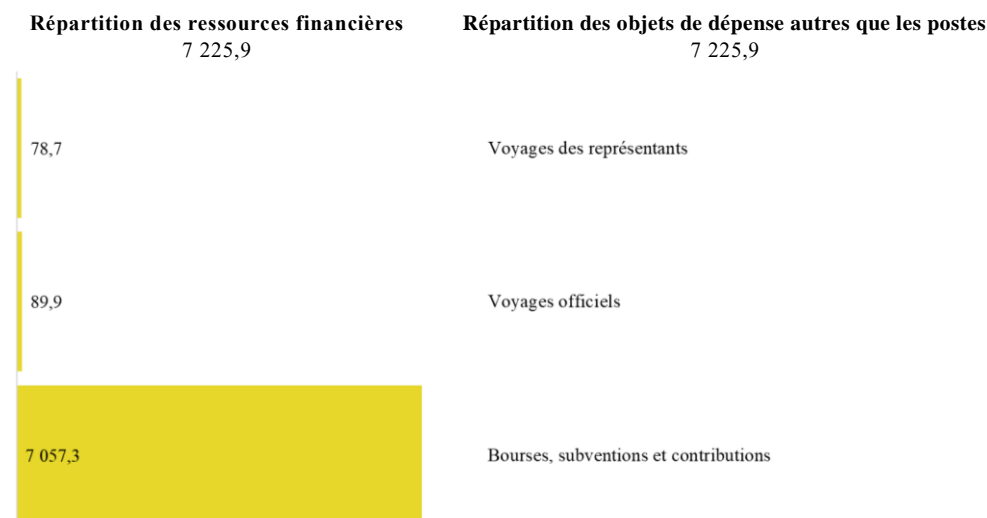 Répartition des ressources financières
7 225,9
Répartition des objets de dépense autres que les postes
7 225,9
78,7
Voyages des représentants
89,9
Voyages officiels
7 057,3
Bourses, subventions et contributions